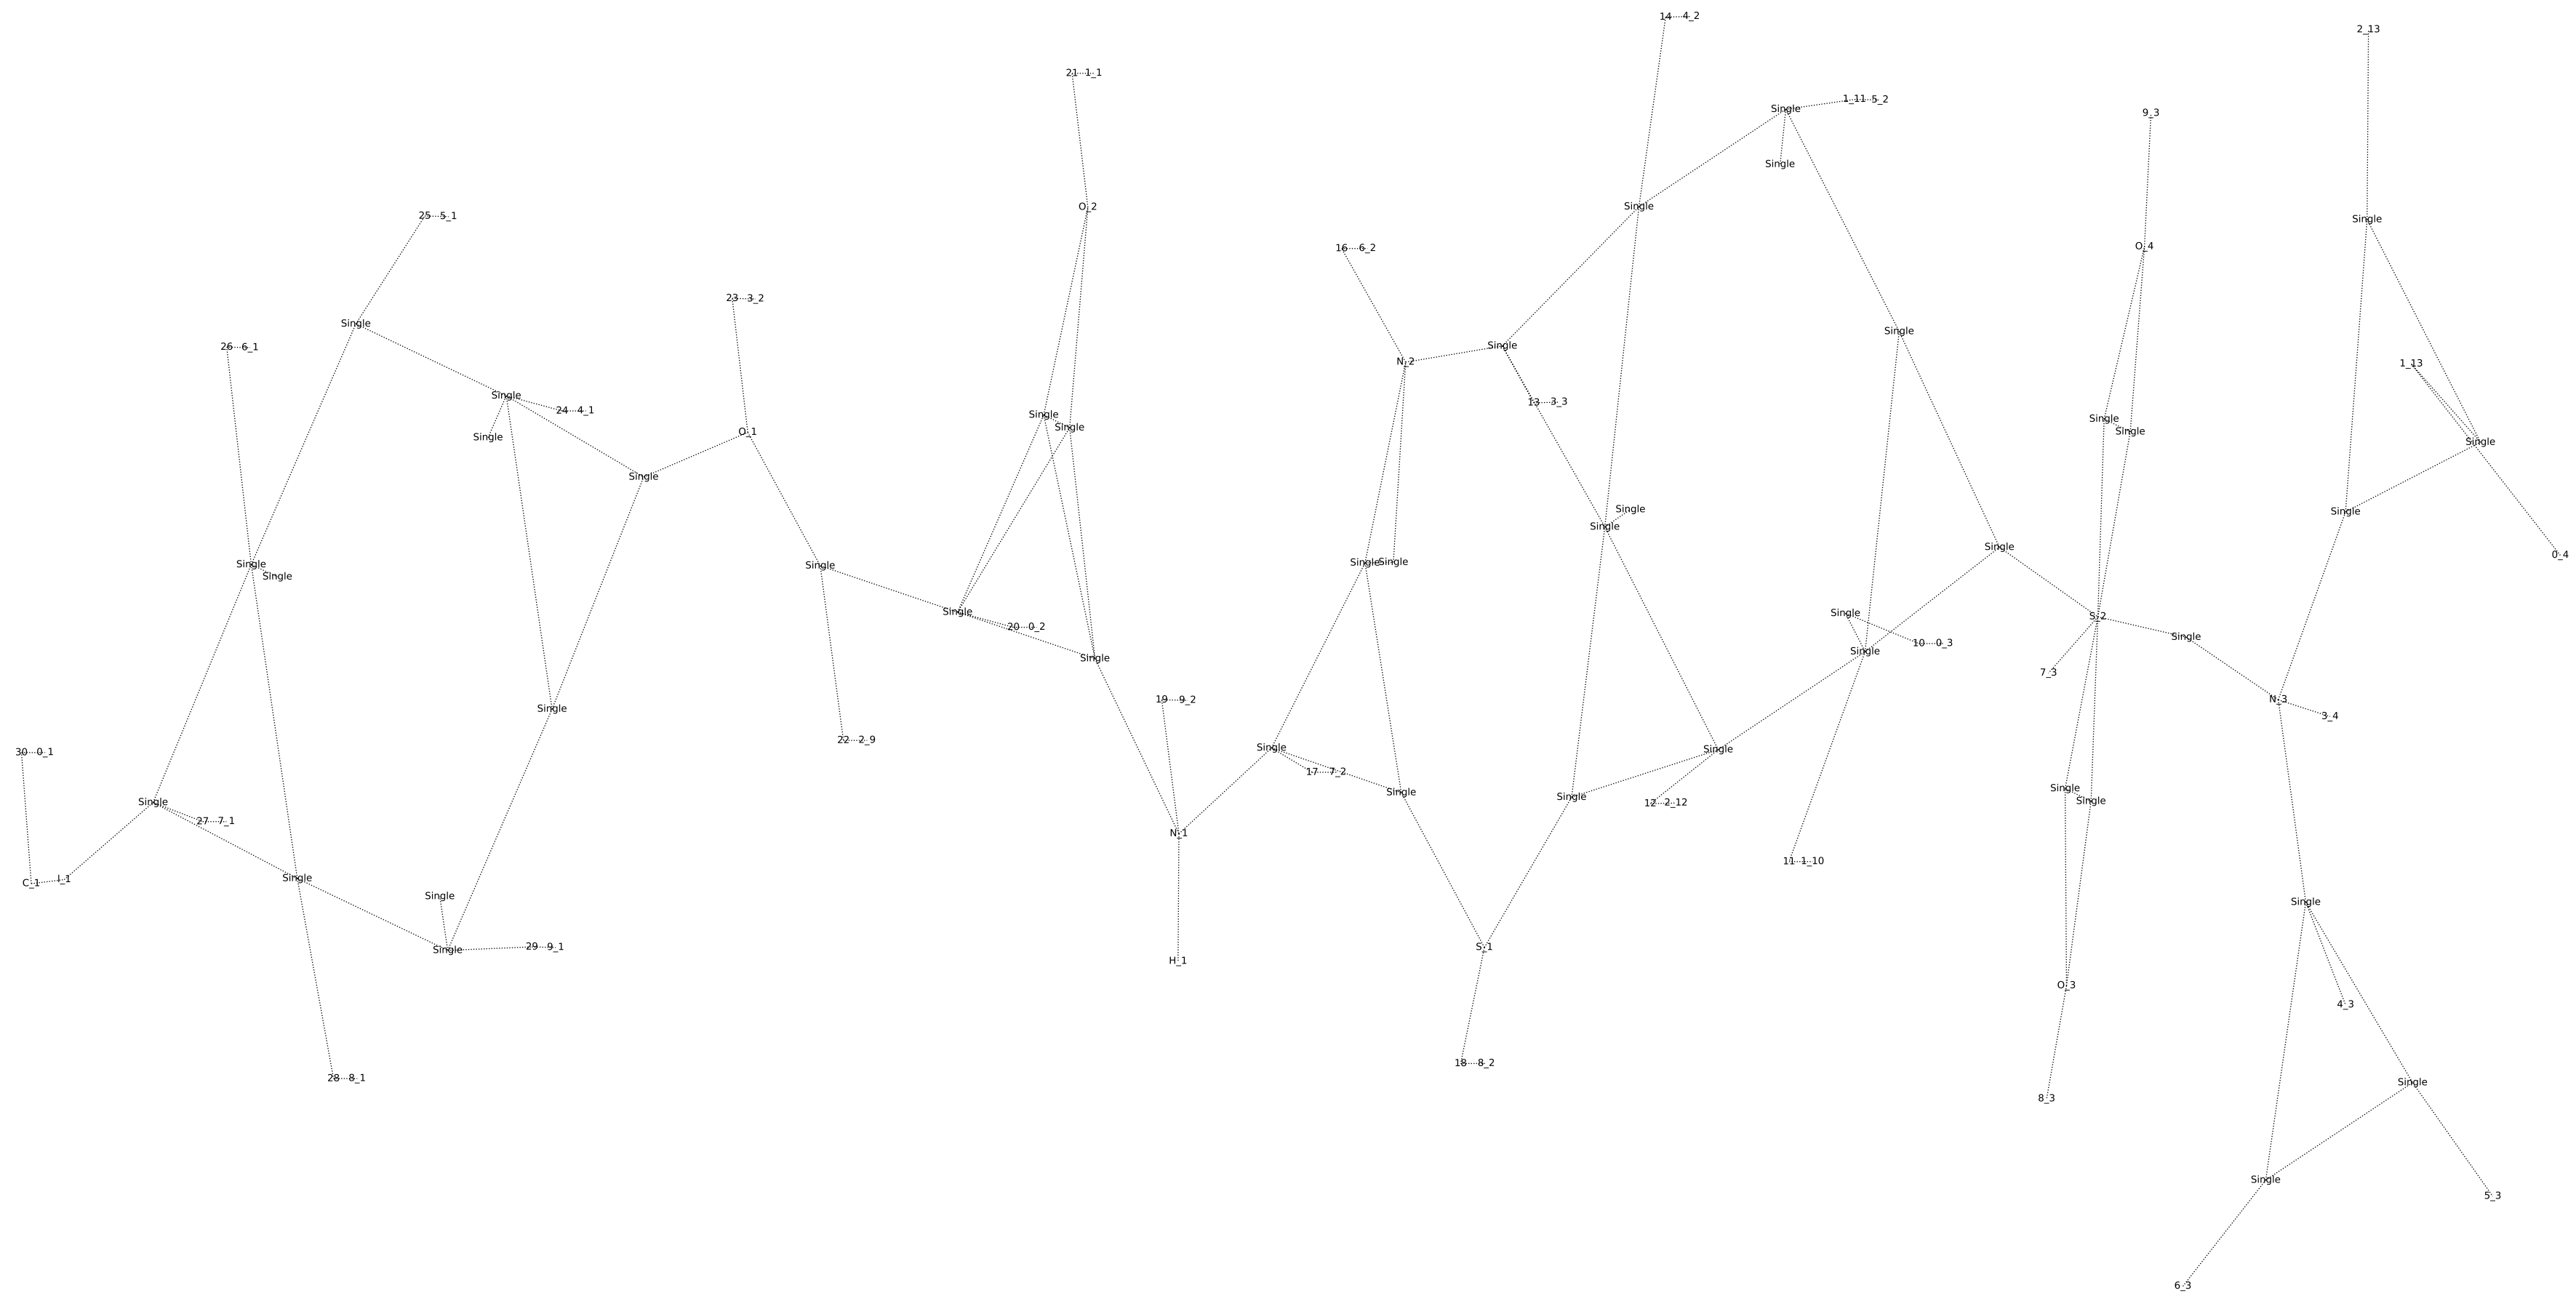 14 4_2
2_13
21 1_1
1_11 5_2
Single
9_3
Single
O_2
Single
25 5_1
Single
O_4
16 6_2
23 3_2
Single
Single
Single
26 6_1
N_2
1_13
Single
13 3_3
24 4_1
Single
Single
Single
Single
O_1
Single
Single
Single
Single
Single
Single
Single
Single
0_4
Single Single
Single
Single
Single
Single
Single
S_2
20 0_2
Single
10 0_3
Single
Single
7_3
19 9_2
N_3
Single
3_4
22 2_9
Single
Single
30 0_1
17 7_2
Single
Single
Single
Single
Single
12 2_12
27 7_1
N_1
11 1_10
Single
C_1 I_1
Single
Single
29 9_1
S_1
Single
H_1
O_3
4_3
18 8_2
28 8_1
Single
8_3
Single
5_3
6_3